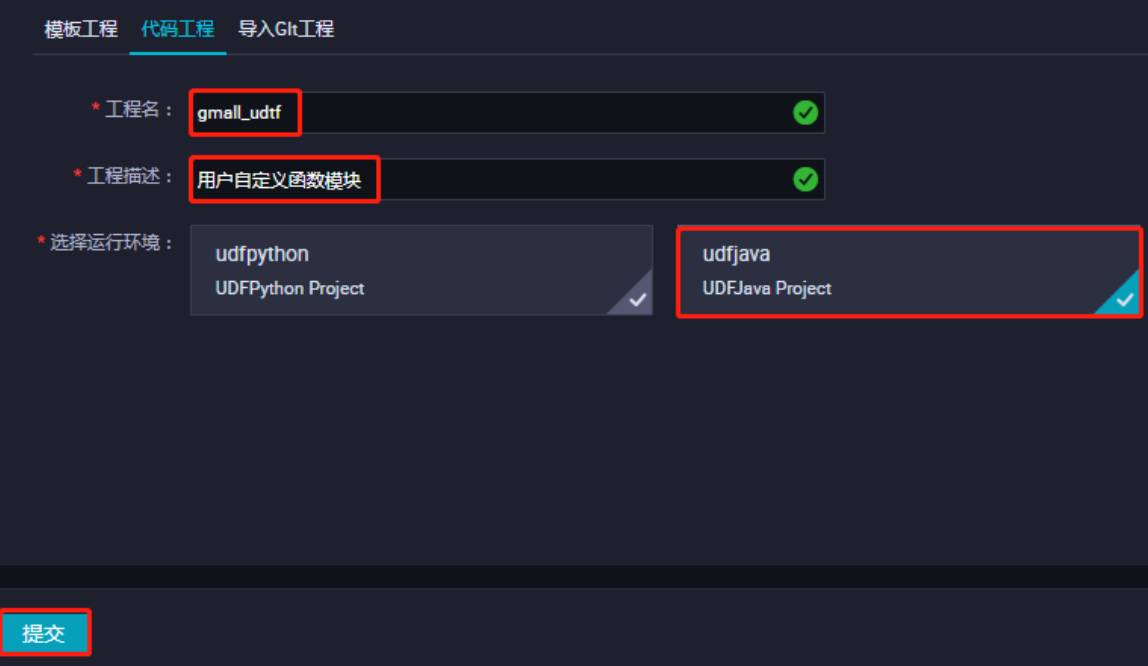 模板工程 代码工程 导入Git工程
* 工程名： gmall_udtf
* 工程描述： 用户自定义函数模块
* 选择运行环境：
udfpython
UDFPython Project
udfjava
UDFJava Project
提交